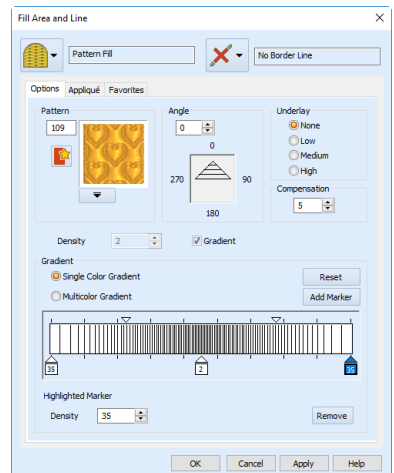 Fill Area and Line
Pattern Fill
No Border Line
Options Appliqué Favorites
Pattern
109
Angle
0
0
270
90
180
Underlay
None
Low
Medium
High
Compensation
5
Density 2
Gradient
Gradient
Single Color Gradient
Reset
Multicolor Gradient
Add Marker
35
2
35
Highlighted Marker
Density 35
Remove
OK Cancel Apply Help